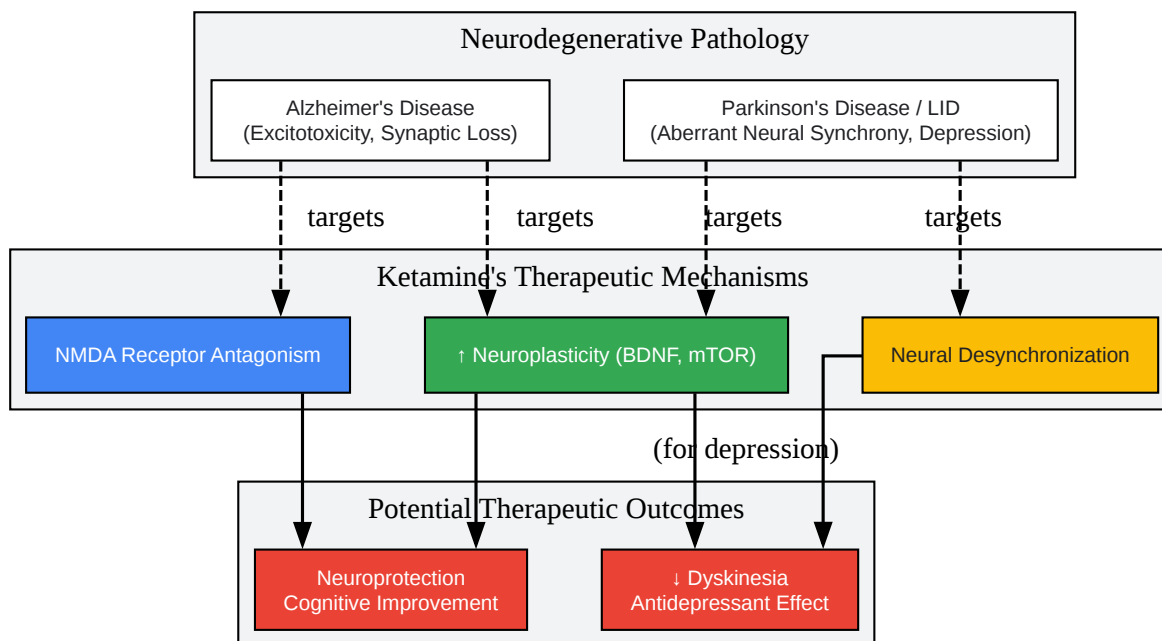 Neurodegenerative Pathology
Alzheimer's Disease
(Excitotoxicity, Synaptic Loss)
Parkinson's Disease / LID
(Aberrant Neural Synchrony, Depression)
targets
targets
targets
targets
Ketamine's Therapeutic Mechanisms
NMDA Receptor Antagonism
↑ Neuroplasticity (BDNF, mTOR)
Neural Desynchronization
(for depression)
Potential Therapeutic Outcomes
Neuroprotection
Cognitive Improvement
↓ Dyskinesia
Antidepressant Effect